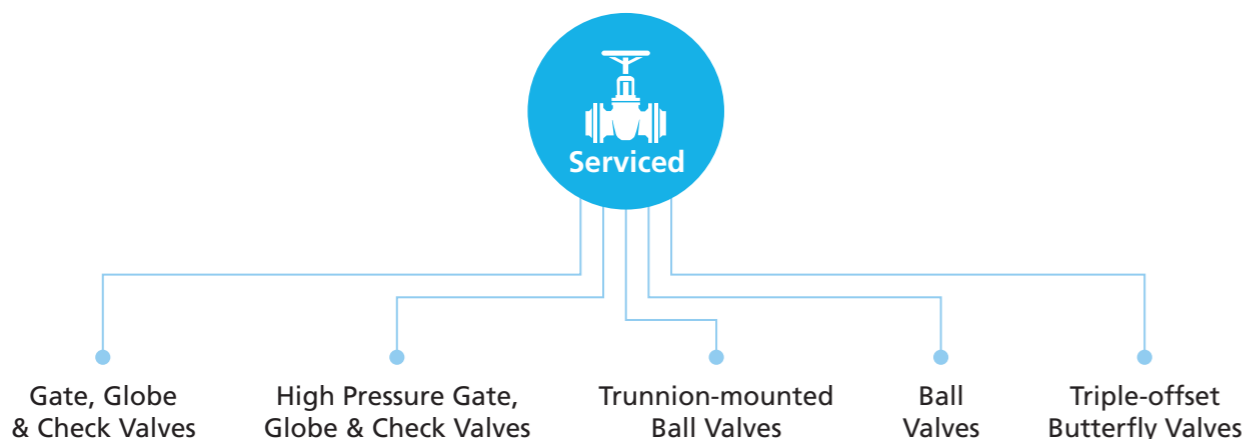 Serviced
Gate, Globe
& Check Valves
High Pressure Gate,
Globe & Check Valves
Trunnion-mounted
Ball Valves
Ball
Valves
Triple-offset
Butterfly Valves